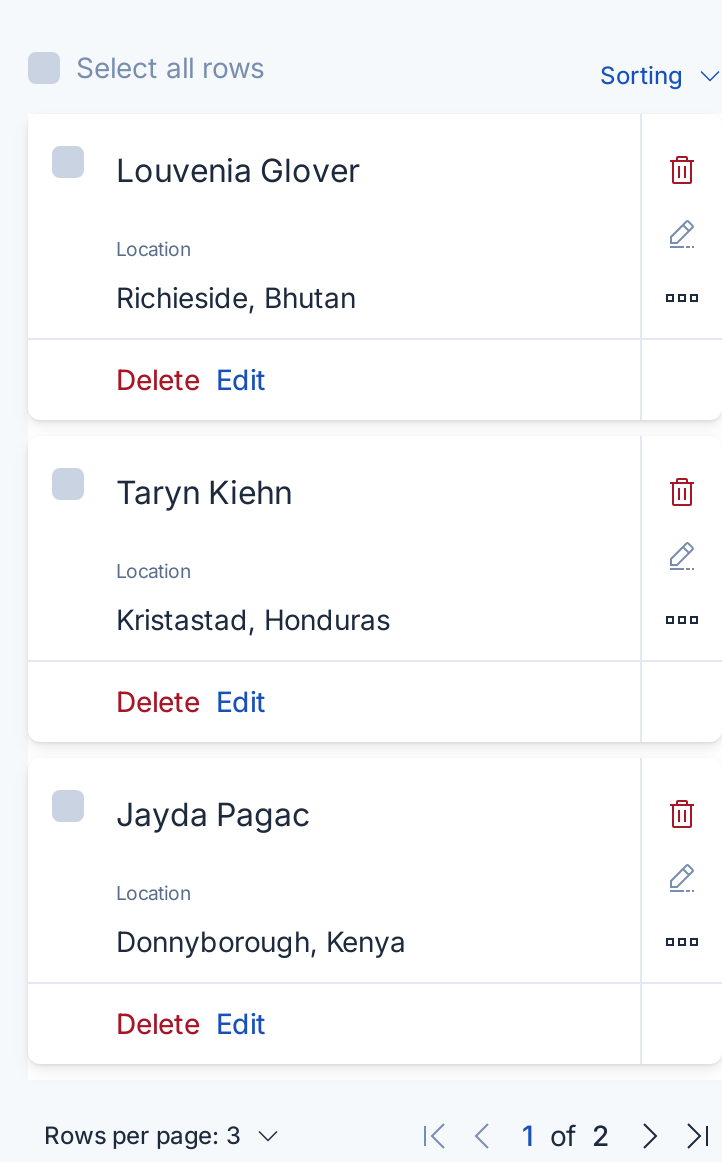 Select all rows
Sorting
Louvenia Glover
Location
Richieside, Bhutan
Delete Edit
Taryn Kiehn
Location
Kristastad, Honduras
Delete Edit
Jayda Pagac
Location
Donnyborough, Kenya
Delete Edit
Rows per page: 3 1 of 2